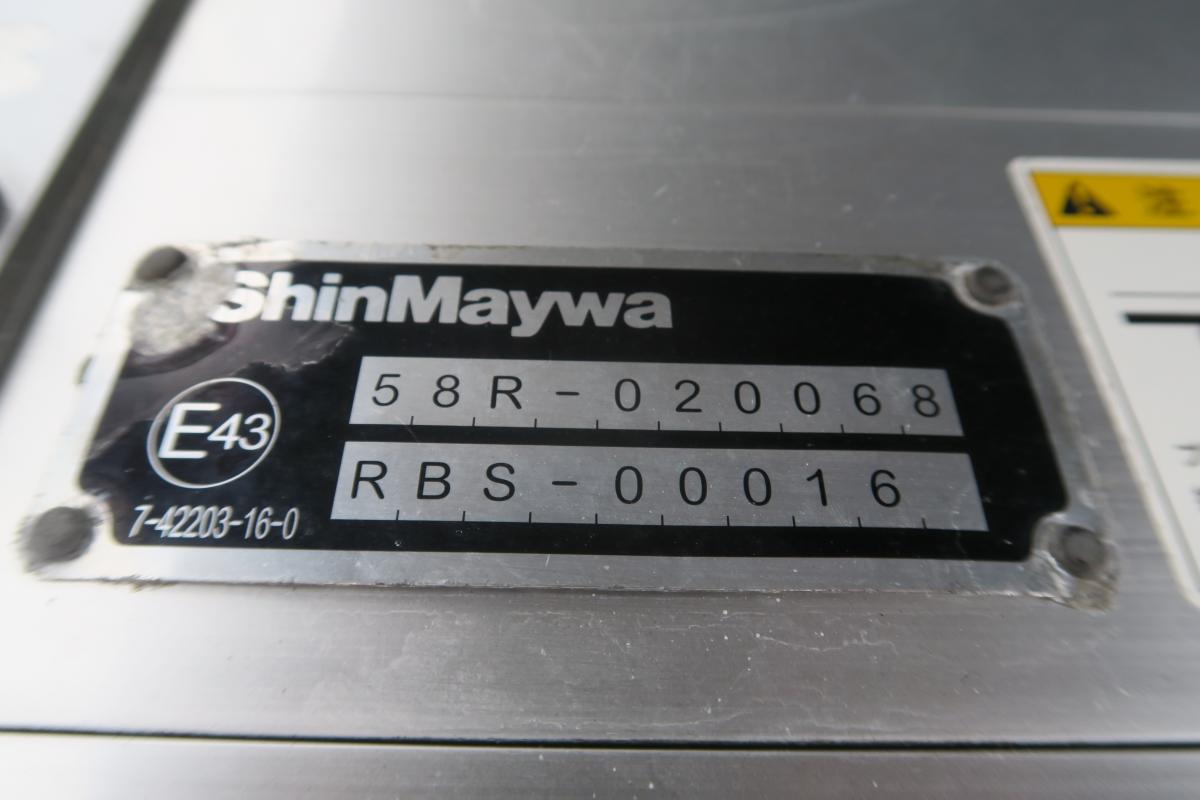 ShinMaywa
58R-020068
E43
RBS-00016
7-42203-16-0